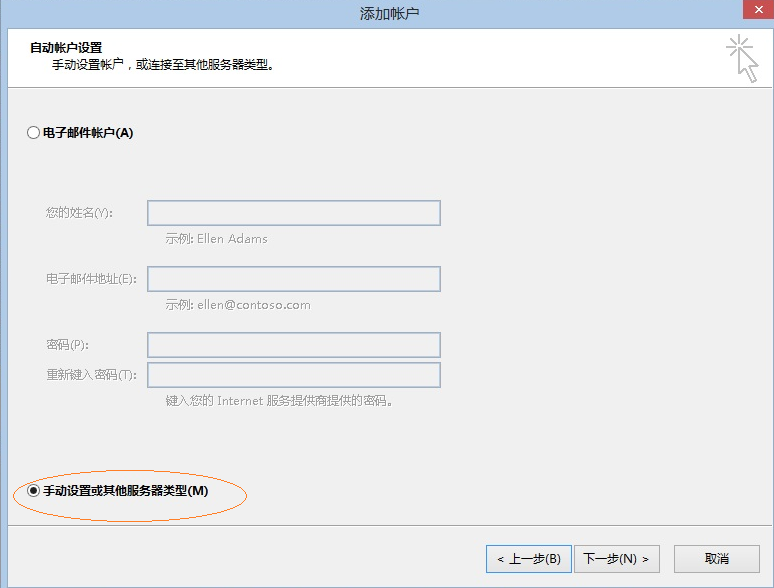 添加帐户
自动帐户设置
手动设置帐户，或连接至其他服务器类型。
电子邮件帐户(A)
您的姓名(Y):
示例: Ellen Adams
电子邮件地址(E):
示例: ellen@contoso.com
密码(P):
重新键入密码(T):
键入您的 Internet 服务提供商提供的密码。
手动设置或其他服务器类型(M)
< 上一步(B) 下一步(N) > 取消